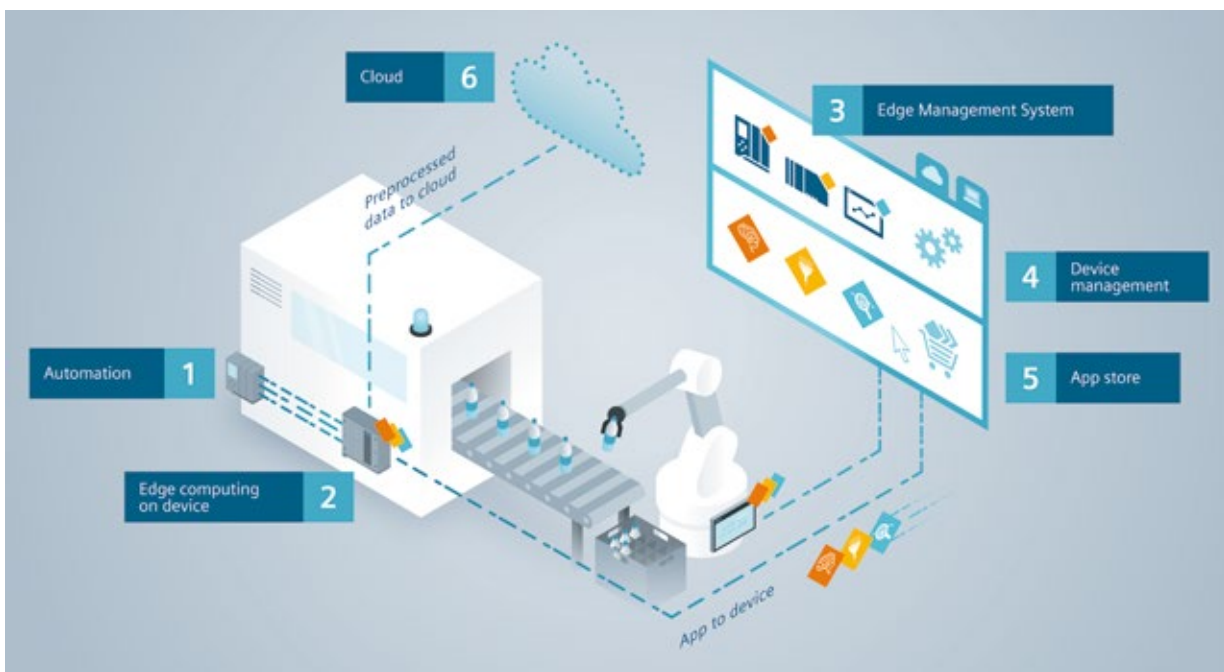 Cloud 6
3 Edge Management System
Preprocessed
data to cloud
4 Device
management
Automation 1
5 App store
Edge computing
on device 2
App to device